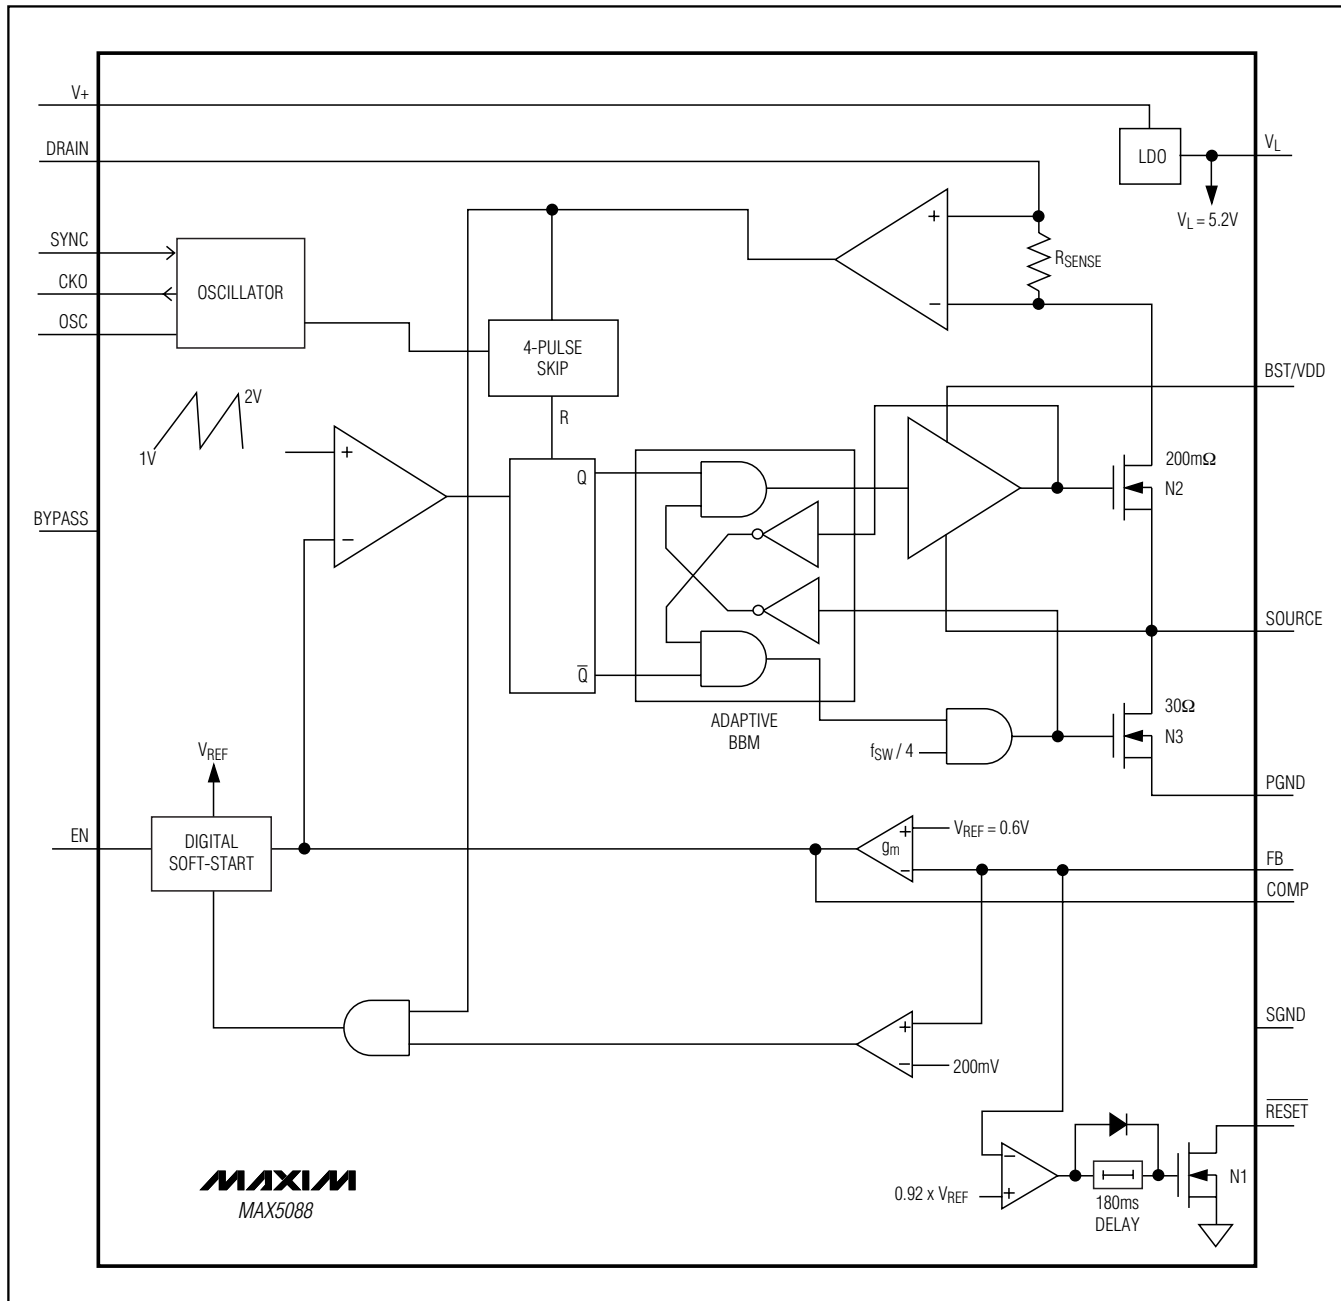 V+
DRAIN
LDO
VL
VL = 5.2V
SYNC
CKO
OSC
OSCILLATOR
+
−
RSENSE
4-PULSE
SKIP
R
1V
2V
+
−
BYPASS
Q
Q̅
ADAPTIVE
BBM
BST/VDD
200mΩ
N2
SOURCE
30Ω
N3
fSW / 4
PGND
VREF
EN
DIGITAL
SOFT-START
gm
+
−
VREF = 0.6V
FB
COMP
+
−
200mV
SGND
R̅E̅S̅E̅T̅
−
+
0.92 x VREF
180ms
DELAY
N1
MAXIM
MAX5088